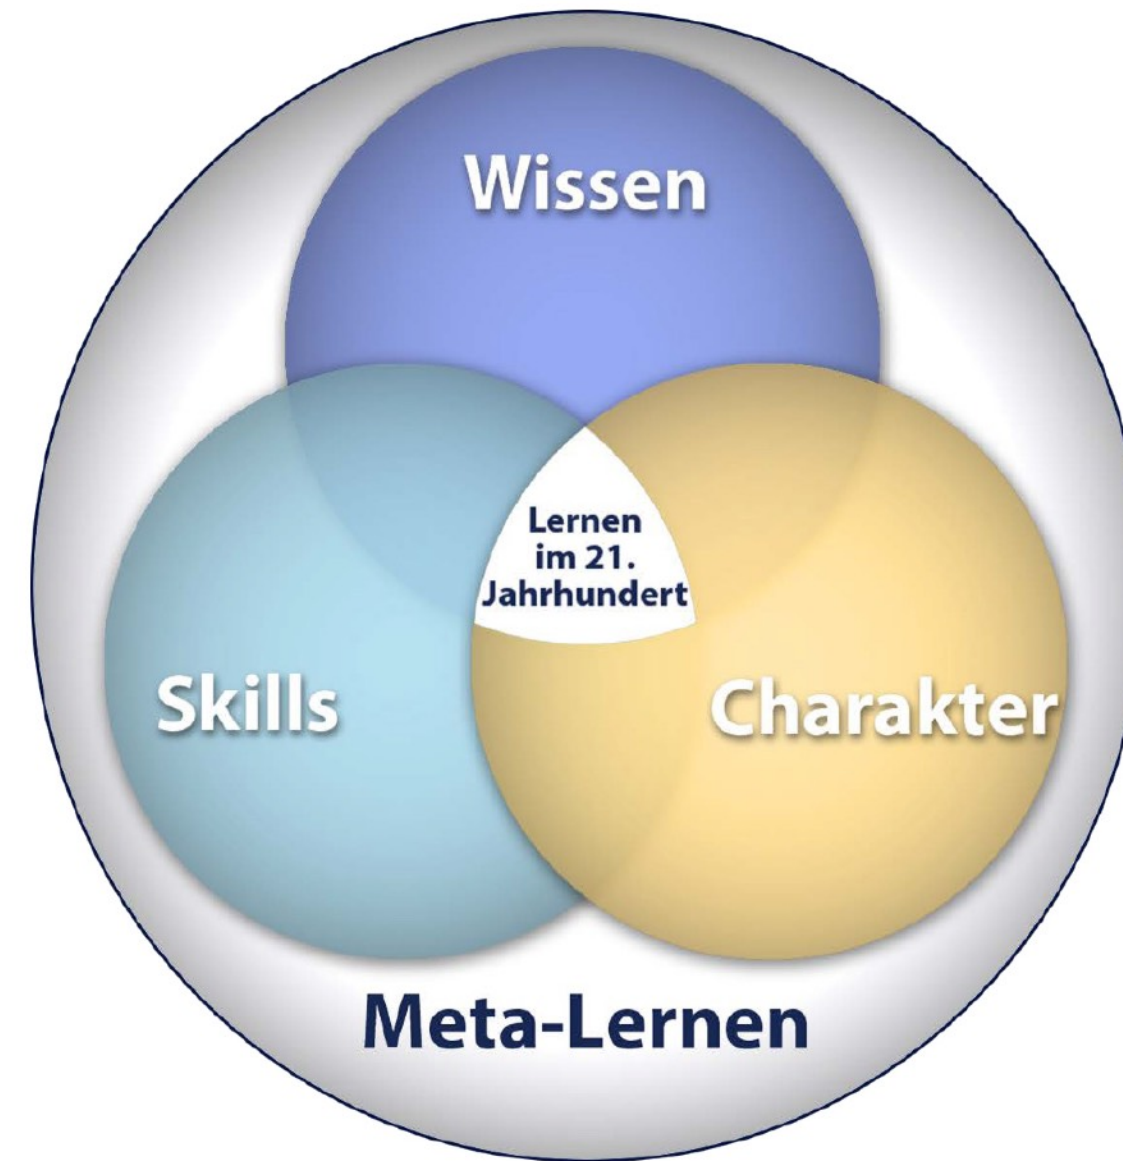 Wissen
Lernen
im 21.
Jahrhundert
Skills
Charakter
Meta-Lernen